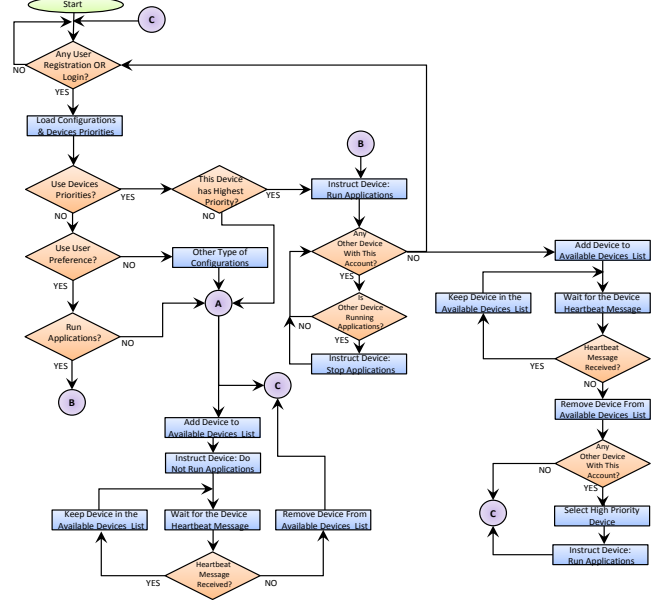 Start
C
Any User
Registration OR
Login?
NO
YES
Load Configurations
& Devices Priorities
B
Use Devices
Priorities?
YES
NO
This Device
has Highest
Priority?
YES
NO
Instruct Device:
Run Applications
Use User
Preference?
NO
YES
Other Type of
Configurations
Any
Other Device
With This
Account?
NO
YES
Add Device to
Available Devices List
A
Run
Applications?
NO
YES
Is
Other Device
Running
Applications?
NO
YES
Instruct Device:
Stop Applications
Keep Device in the
Available Devices List
Wait for the Device
Heartbeat Message
Heartbeat
Message
Received?
YES
NO
B
C
Remove Device From
Available Devices List
Add Device to
Available Devices List
Instruct Device: Do
Not Run Applications
Any
Other Device
With This
Account?
NO
YES
Keep Device in the
Available Devices List
Wait for the Device
Heartbeat Message
Remove Device From
Available Devices List
C
Select High Priority
Device
Instruct Device:
Run Applications
Heartbeat
Message
Received?
YES
NO